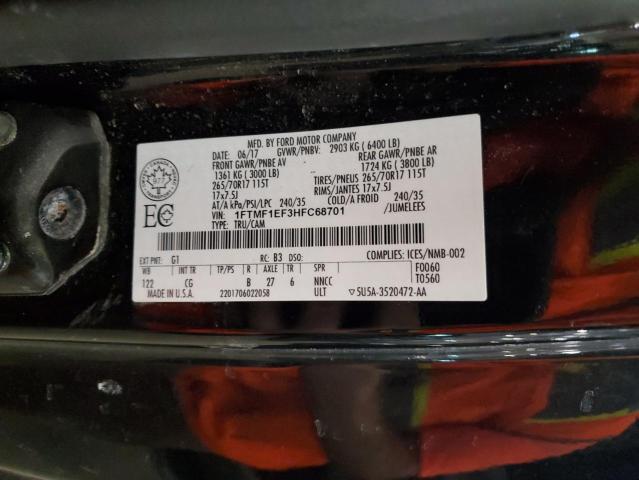 MFD. BY FORD MOTOR COMPANY
DATE: 06/17 GVWR/PNBV: 2903 KG ( 6400 LB)
FRONT GAWR/PNBE AV REAR GAWR/PNBE AR
1361 KG ( 3000 LB) 1724 KG ( 3800 LB)
265/70R17 115T TIRES/PNEUS 265/70R17 115T
17x7.5J RIMS/JANTES 17x7.5J
AT/A kPa/PSI/LPC 240/35 COLD/A FROID 240/35
VIN: 1FTMF1EF3HFC68701 /JUMELEES
TYPE: TRU/CAM
EC
EXT PNT: G1 RC: B3 DSO: COMPLIES: ICES/NMB-002
WB INT TR TP/PS R AXLE TR SPR F0060
122 CG B 27 6 NNCC T0560
MADE IN U.S.A. 2201706022058 ULT ▽5U5A-3520472-AA